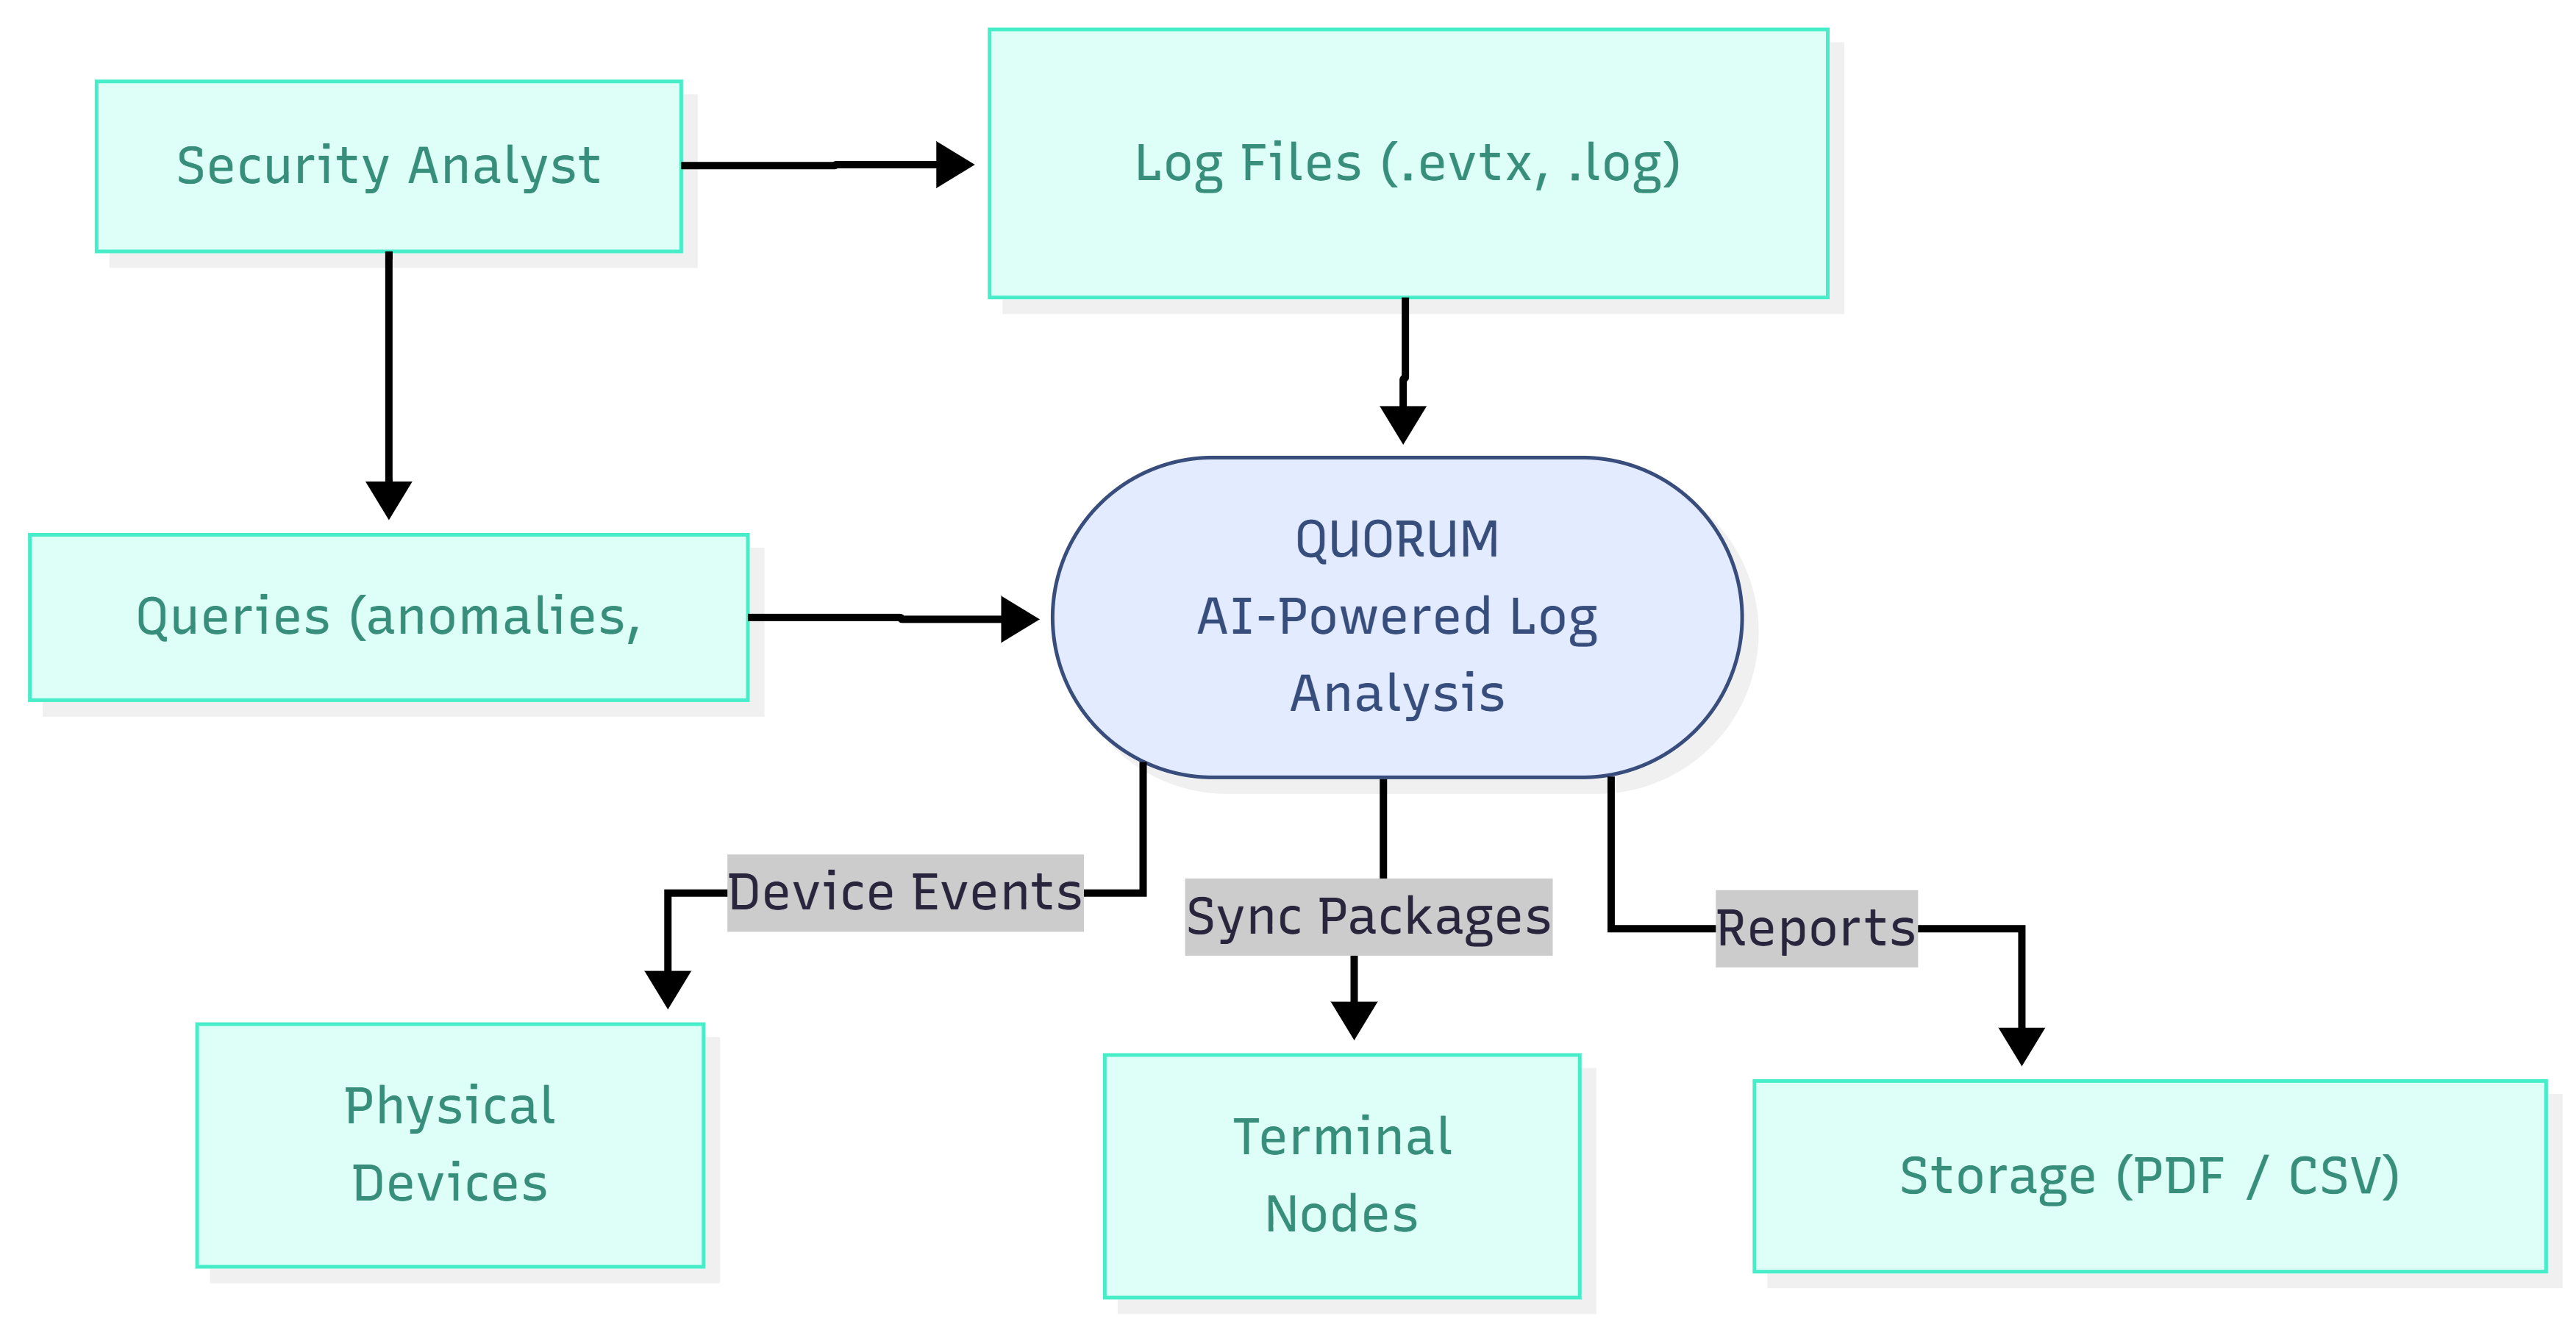 Security Analyst
Log Files (.evtx, .log)
Queries (anomalies,
QUORUM
AI-Powered Log
Analysis
Device Events
Sync Packages
Reports
Physical
Devices
Terminal
Nodes
Storage (PDF / CSV)